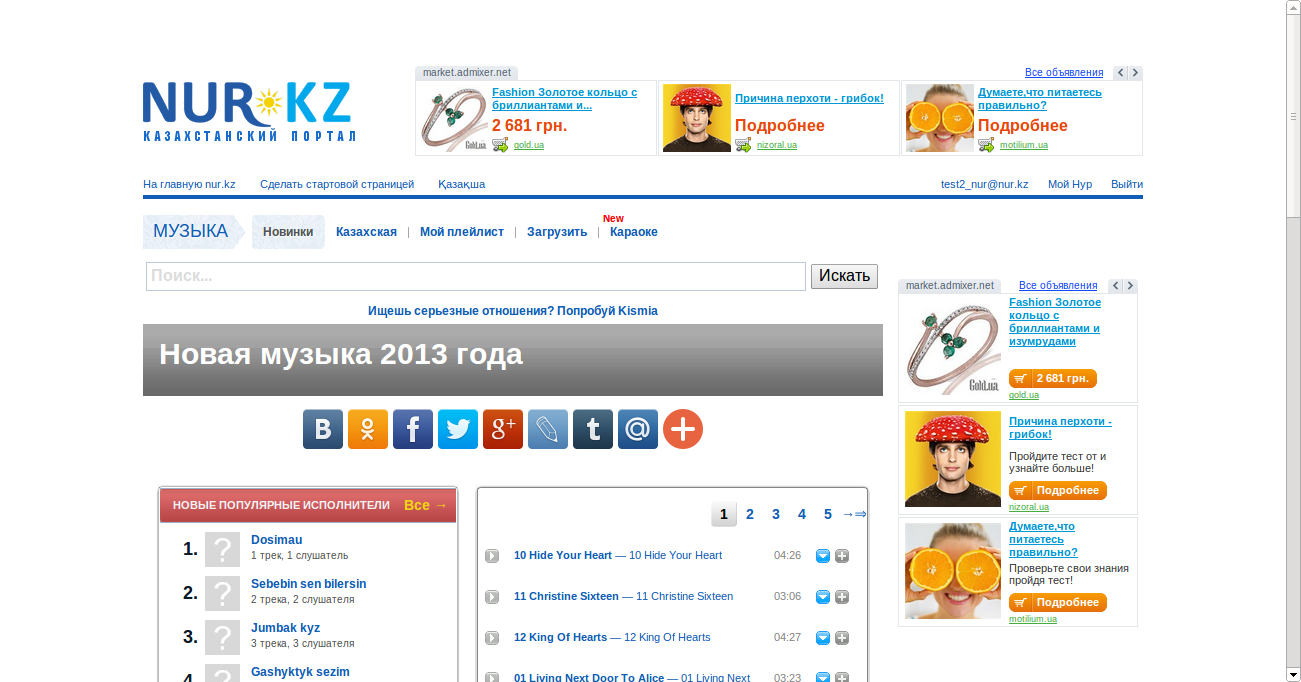 market.admixer.net
Все объявления
NUR KZ
КАЗАХСТАНСКИЙ ПОРТАЛ
Fashion Золотое кольцо с
бриллиантами и...
2 681 грн.
gold.ua
Gold.ua
Причина перхоти - грибок!
Подробнее
nizoral.ua
Думаете,что питаетесь
правильно?
Подробнее
motilium.ua
На главную nur.kz
Сделать стартовой страницей
Қазақша
test2_nur@nur.kz
Мой Нур
Выйти
МУЗЫКА
Новинки
Казахская
Мой плейлист
Загрузить
New
Караоке
Поиск...
Искать
Ищешь серьезные отношения? Попробуй Kismia
Новая музыка 2013 года
НОВЫЕ ПОПУЛЯРНЫЕ ИСПОЛНИТЕЛИ
Все →
1.
Dosimau
1 трек, 1 слушатель
2.
Sebebin sen bilersin
2 трека, 2 слушателя
3.
Jumbak kyz
3 трека, 3 слушателя
4.
Gashyktyk sezim
1 2 3 4 5 →⇒
10 Hide Your Heart — 10 Hide Your Heart 04:26
11 Christine Sixteen — 11 Christine Sixteen 03:06
12 King Of Hearts — 12 King Of Hearts 04:27
01 Living Next Door To Alice — 01 Living Next 03:23
market.admixer.net
Все объявления
Fashion Золотое
кольцо с
бриллиантами и
изумрудами
Gold.ua
2 681 грн.
gold.ua
Причина перхоти -
грибок!
Пройдите тест от и
узнайте больше!
Подробнее
nizoral.ua
Думаете,что
питаетесь
правильно?
Проверьте свои знания
пройдя тест!
Подробнее
motilium.ua